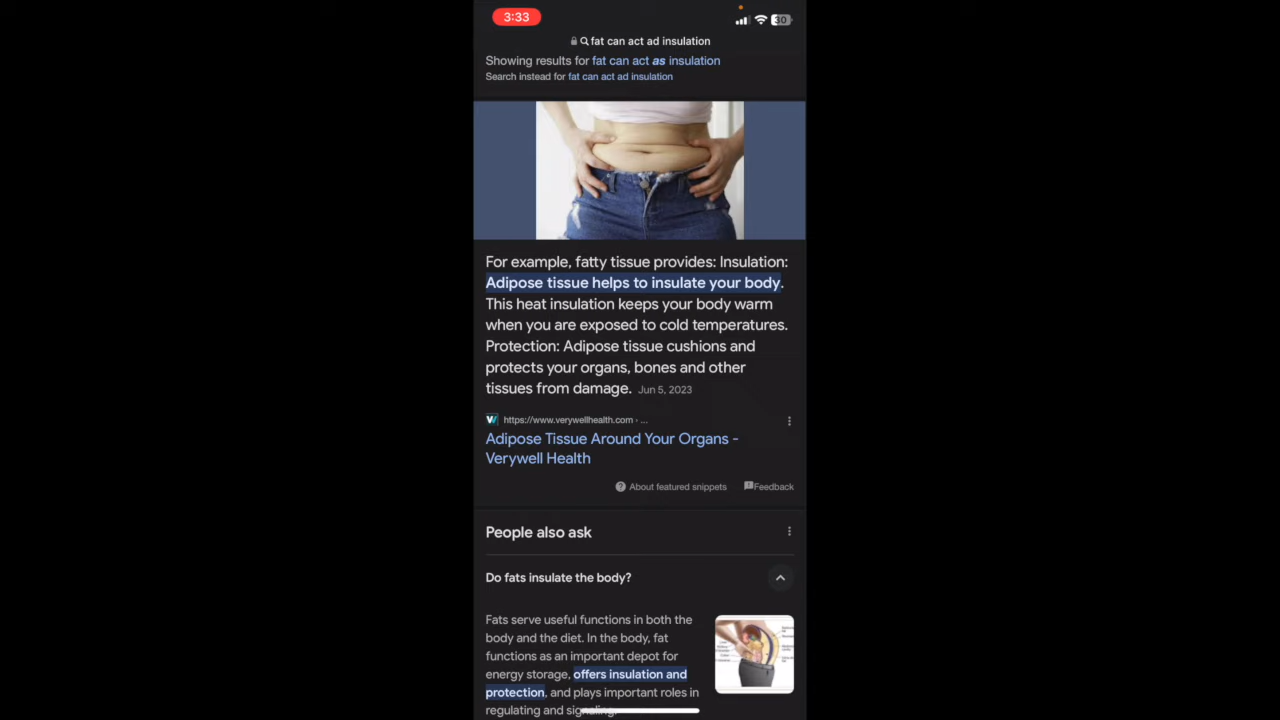 3:33
30
fat can act ad insulation
Showing results for fat can act as insulation
Search instead for fat can act ad insulation
For example, fatty tissue provides: Insulation:
Adipose tissue helps to insulate your body.
This heat insulation keeps your body warm
when you are exposed to cold temperatures.
Protection: Adipose tissue cushions and
protects your organs, bones and other
tissues from damage. Jun 5, 2023
https://www.verywellhealth.com › ...
Adipose Tissue Around Your Organs -
Verywell Health
About featured snippets Feedback
People also ask
Do fats insulate the body?
Fats serve useful functions in both the
body and the diet. In the body, fat
functions as an important depot for
energy storage, offers insulation and
protection, and plays important roles in
regulating and signaling.